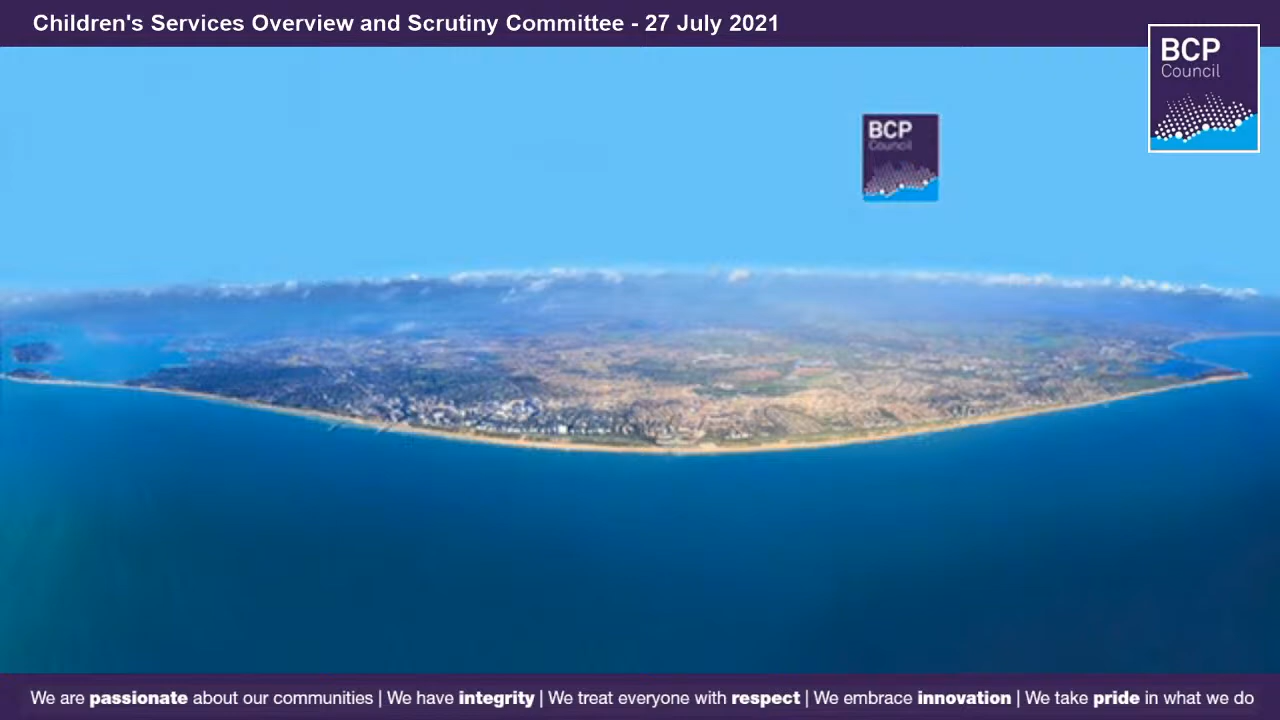 Children's Services Overview and Scrutiny Committee - 27 July 2021
BCP
Council
BCP
Council
We are passionate about our communities | We have integrity | We treat everyone with respect | We embrace innovation | We take pride in what we do